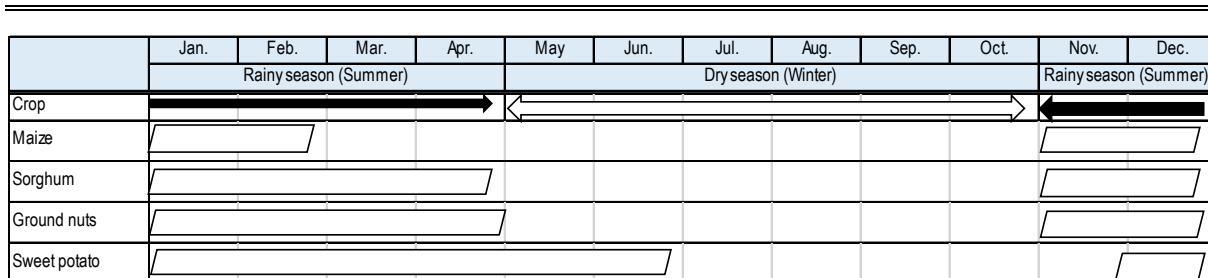 Jan. Feb. Mar. Apr. May Jun. Jul. Aug. Sep. Oct. Nov. Dec.
Rainy season (Summer) Dry season (Winter) Rainy season (Summer)
Crop
Maize
Sorghum
Ground nuts
Sweet potato